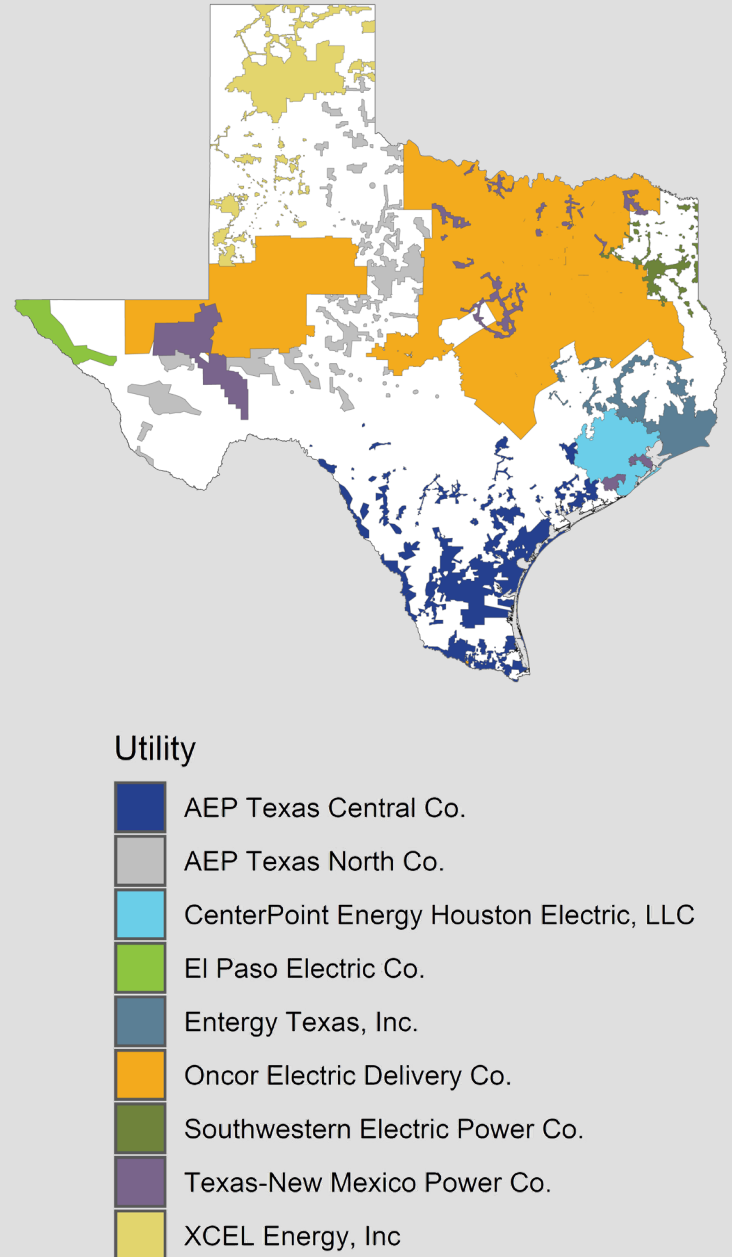 Utility
AEP Texas Central Co.
AEP Texas North Co.
CenterPoint Energy Houston Electric, LLC
El Paso Electric Co.
Entergy Texas, Inc.
Oncor Electric Delivery Co.
Southwestern Electric Power Co.
Texas-New Mexico Power Co.
XCEL Energy, Inc